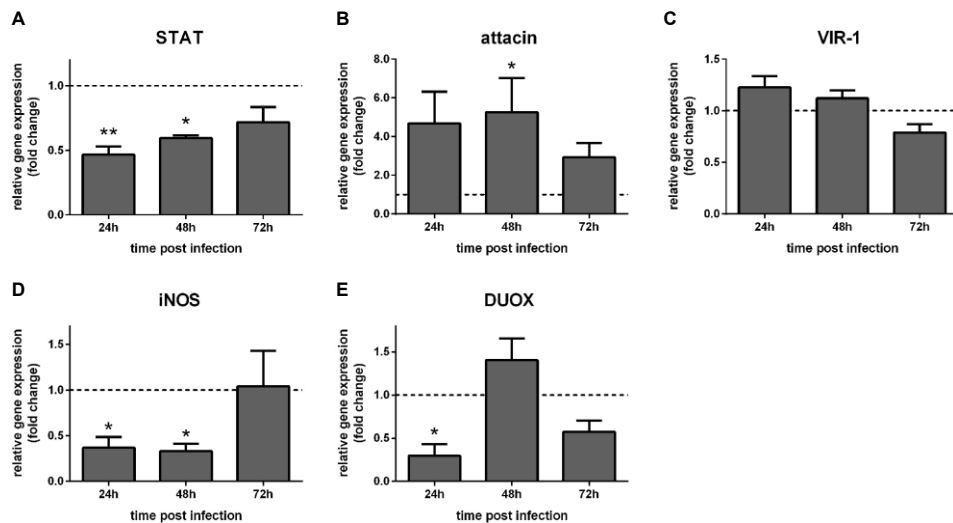 A
STAT
relative gene expression
(fold change)
1.0
0.5
0.0
**
*
24h
48h
72h
time post infection
B
attacin
relative gene expression
(fold change)
8.0
6.0
4.0
2.0
0.0
*
24h
48h
72h
time post infection
C
VIR-1
relative gene expression
(fold change)
1.5
1.0
0.5
0.0
24h
48h
72h
time post infection
D
iNOS
relative gene expression
(fold change)
1.5
1.0
0.5
0.0
*
*
24h
48h
72h
time post infection
E
DUOX
relative gene expression
(fold change)
1.5
1.0
0.5
0.0
*
24h
48h
72h
time post infection